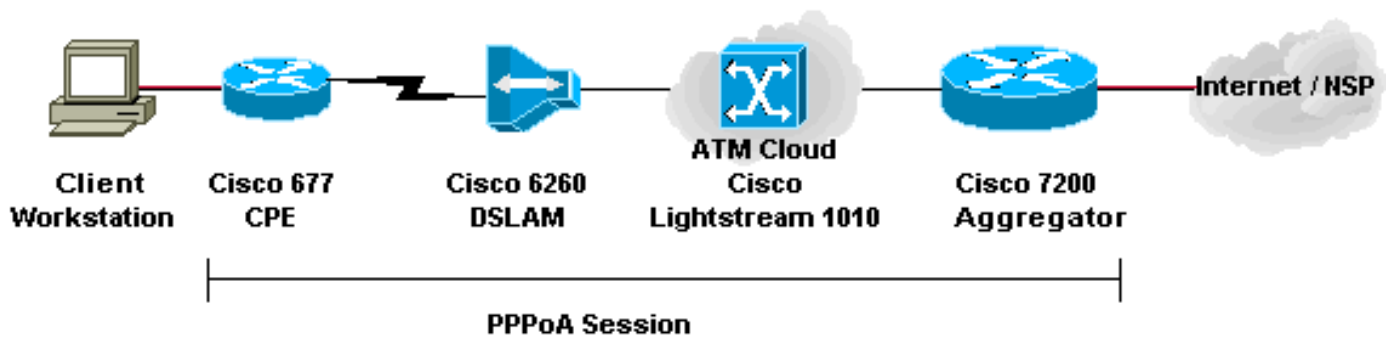 Internet / NSP
ATM Cloud
Client
Workstation
Cisco 677
CPE
Cisco 6260
DSLAM
Cisco
Lightstream 1010
Cisco 7200
Aggregator
PPPoA Session